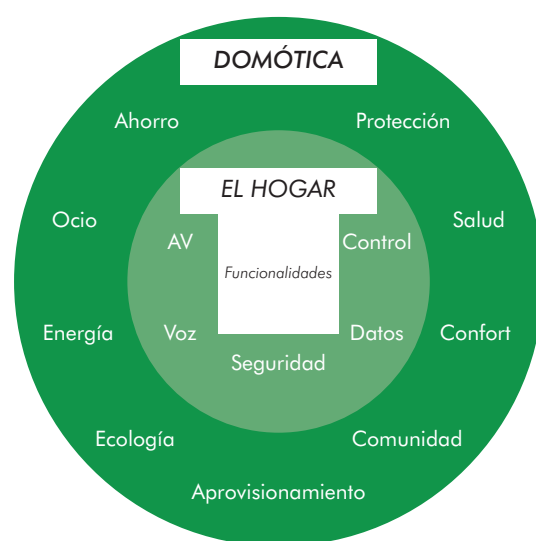 DOMÓTICA
Ahorro
Protección
EL HOGAR
Ocio
Salud
AV
Control
Funcionalidades
Energía
Voz
Datos
Confort
Seguridad
Ecología
Comunidad
Aprovisionamiento